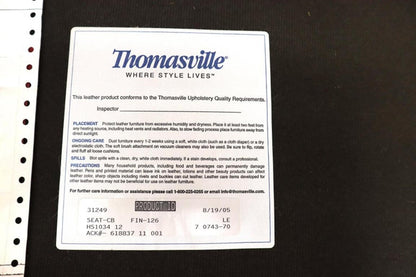 Thomasville®
WHERE STYLE LIVES™
This leather product conforms to the Thomasville Upholstery Quality Requirements.
Inspector
PLACEMENT Protect leather furniture from excessive humidity and dryness. Place it at least two feet from
any heating source, including heat vents and radiators. Also, to slow fading process place furniture away from
direct sunlight.
ONGOING CARE Dust furniture every 1-2 weeks using a soft, white cloth (such as a cloth diaper) or a dry
electrostatic cloth. The soft brush attachment on vacuum cleaners may also be used. Be sure to flip, rotate
and fluff all loose cushions.
SPILLS Blot spills with a clean, dry, white cloth immediately. If a stain develops, consult a professional.
PRECAUTIONS Many household products, including food and beverages can permanently damage
leather. Pens and printed material can leave ink on leather, lotions and other beauty products can affect
leather color, sharp objects including rivets and buckles can cut leather. Leather care items developed for
other leather items may not be beneficial for use on leather furniture.
For further care information or assistance please call 1-800-225-0265 or email info@thomasville.com.
31249 PRODUCT ID 8/19/05
SEAT-CB FIN-126 LE
HS1034 12 7 0743-70
ACK#- 618837 11 001